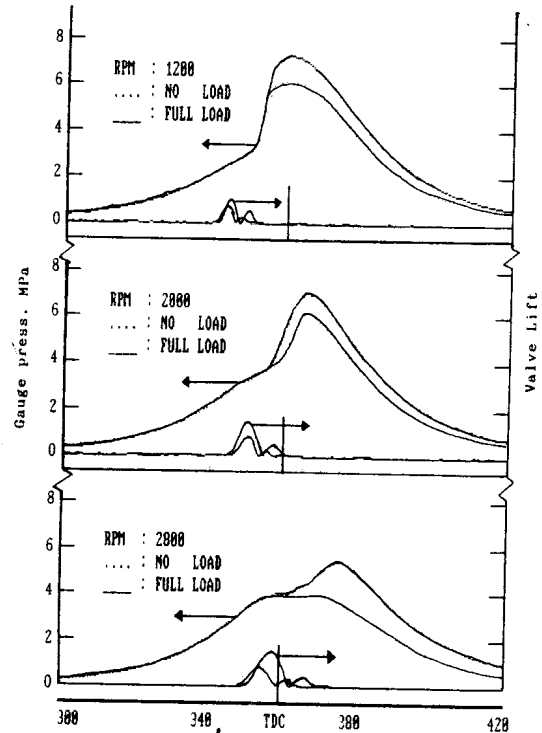 8
6
4
2
0
RPM : 1200
.... : NO LOAD
___ : FULL LOAD
8
6
4
2
0
RPM : 2000
.... : NO LOAD
___ : FULL LOAD
8
6
4
2
0
RPM : 2800
.... : NO LOAD
___ : FULL LOAD
300 340 TDC 380 420
Gauge press. MPa
Valve Lift